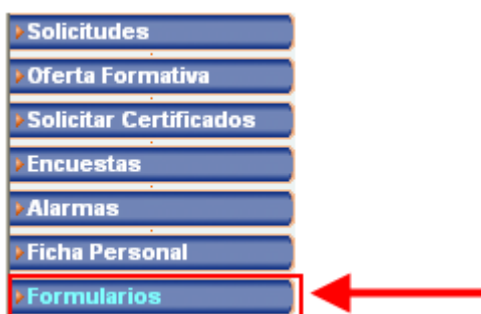 Solicitudes
Oferta Formativa
Solicitar Certificados
Encuestas
Alarmas
Ficha Personal
Formularios